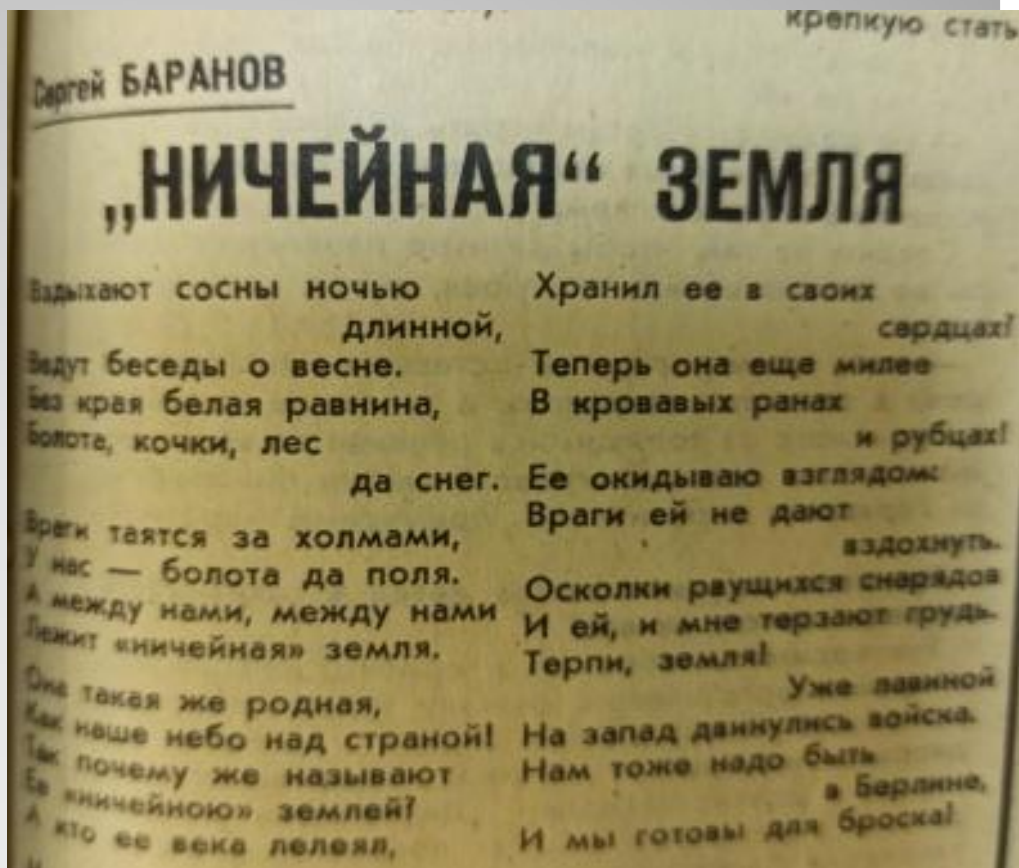 крепкую стать
Сергей БАРАНОВ
„НИЧЕЙНАЯ“ ЗЕМЛЯ
Вздыхают сосны ночью
длинной,
Ведут беседы о весне.
Без края белая равнина,
Болота, кочки, лес
да снег.
Враги таятся за холмами,
У нас — болота да поля.
А между нами, между нами
Лежит «ничейная» земля.
Она такая же родная,
Как наше небо над страной!
Так почему же называют
Ее «ничейною» землей?
А кто ее века лелеял,
Хранил ее в своих
сердцах?
Теперь она еще милее
В кровавых ранах
и рубцах!
Ее окидываю взглядом:
Враги ей не дают
вздохнуть.
Осколки рвущихся снарядов
И ей, и мне терзают грудь.
Терпи, земля!
Уже лавиной
На запад двинулись войска.
Нам тоже надо быть
в Берлине,
И мы готовы для броска!